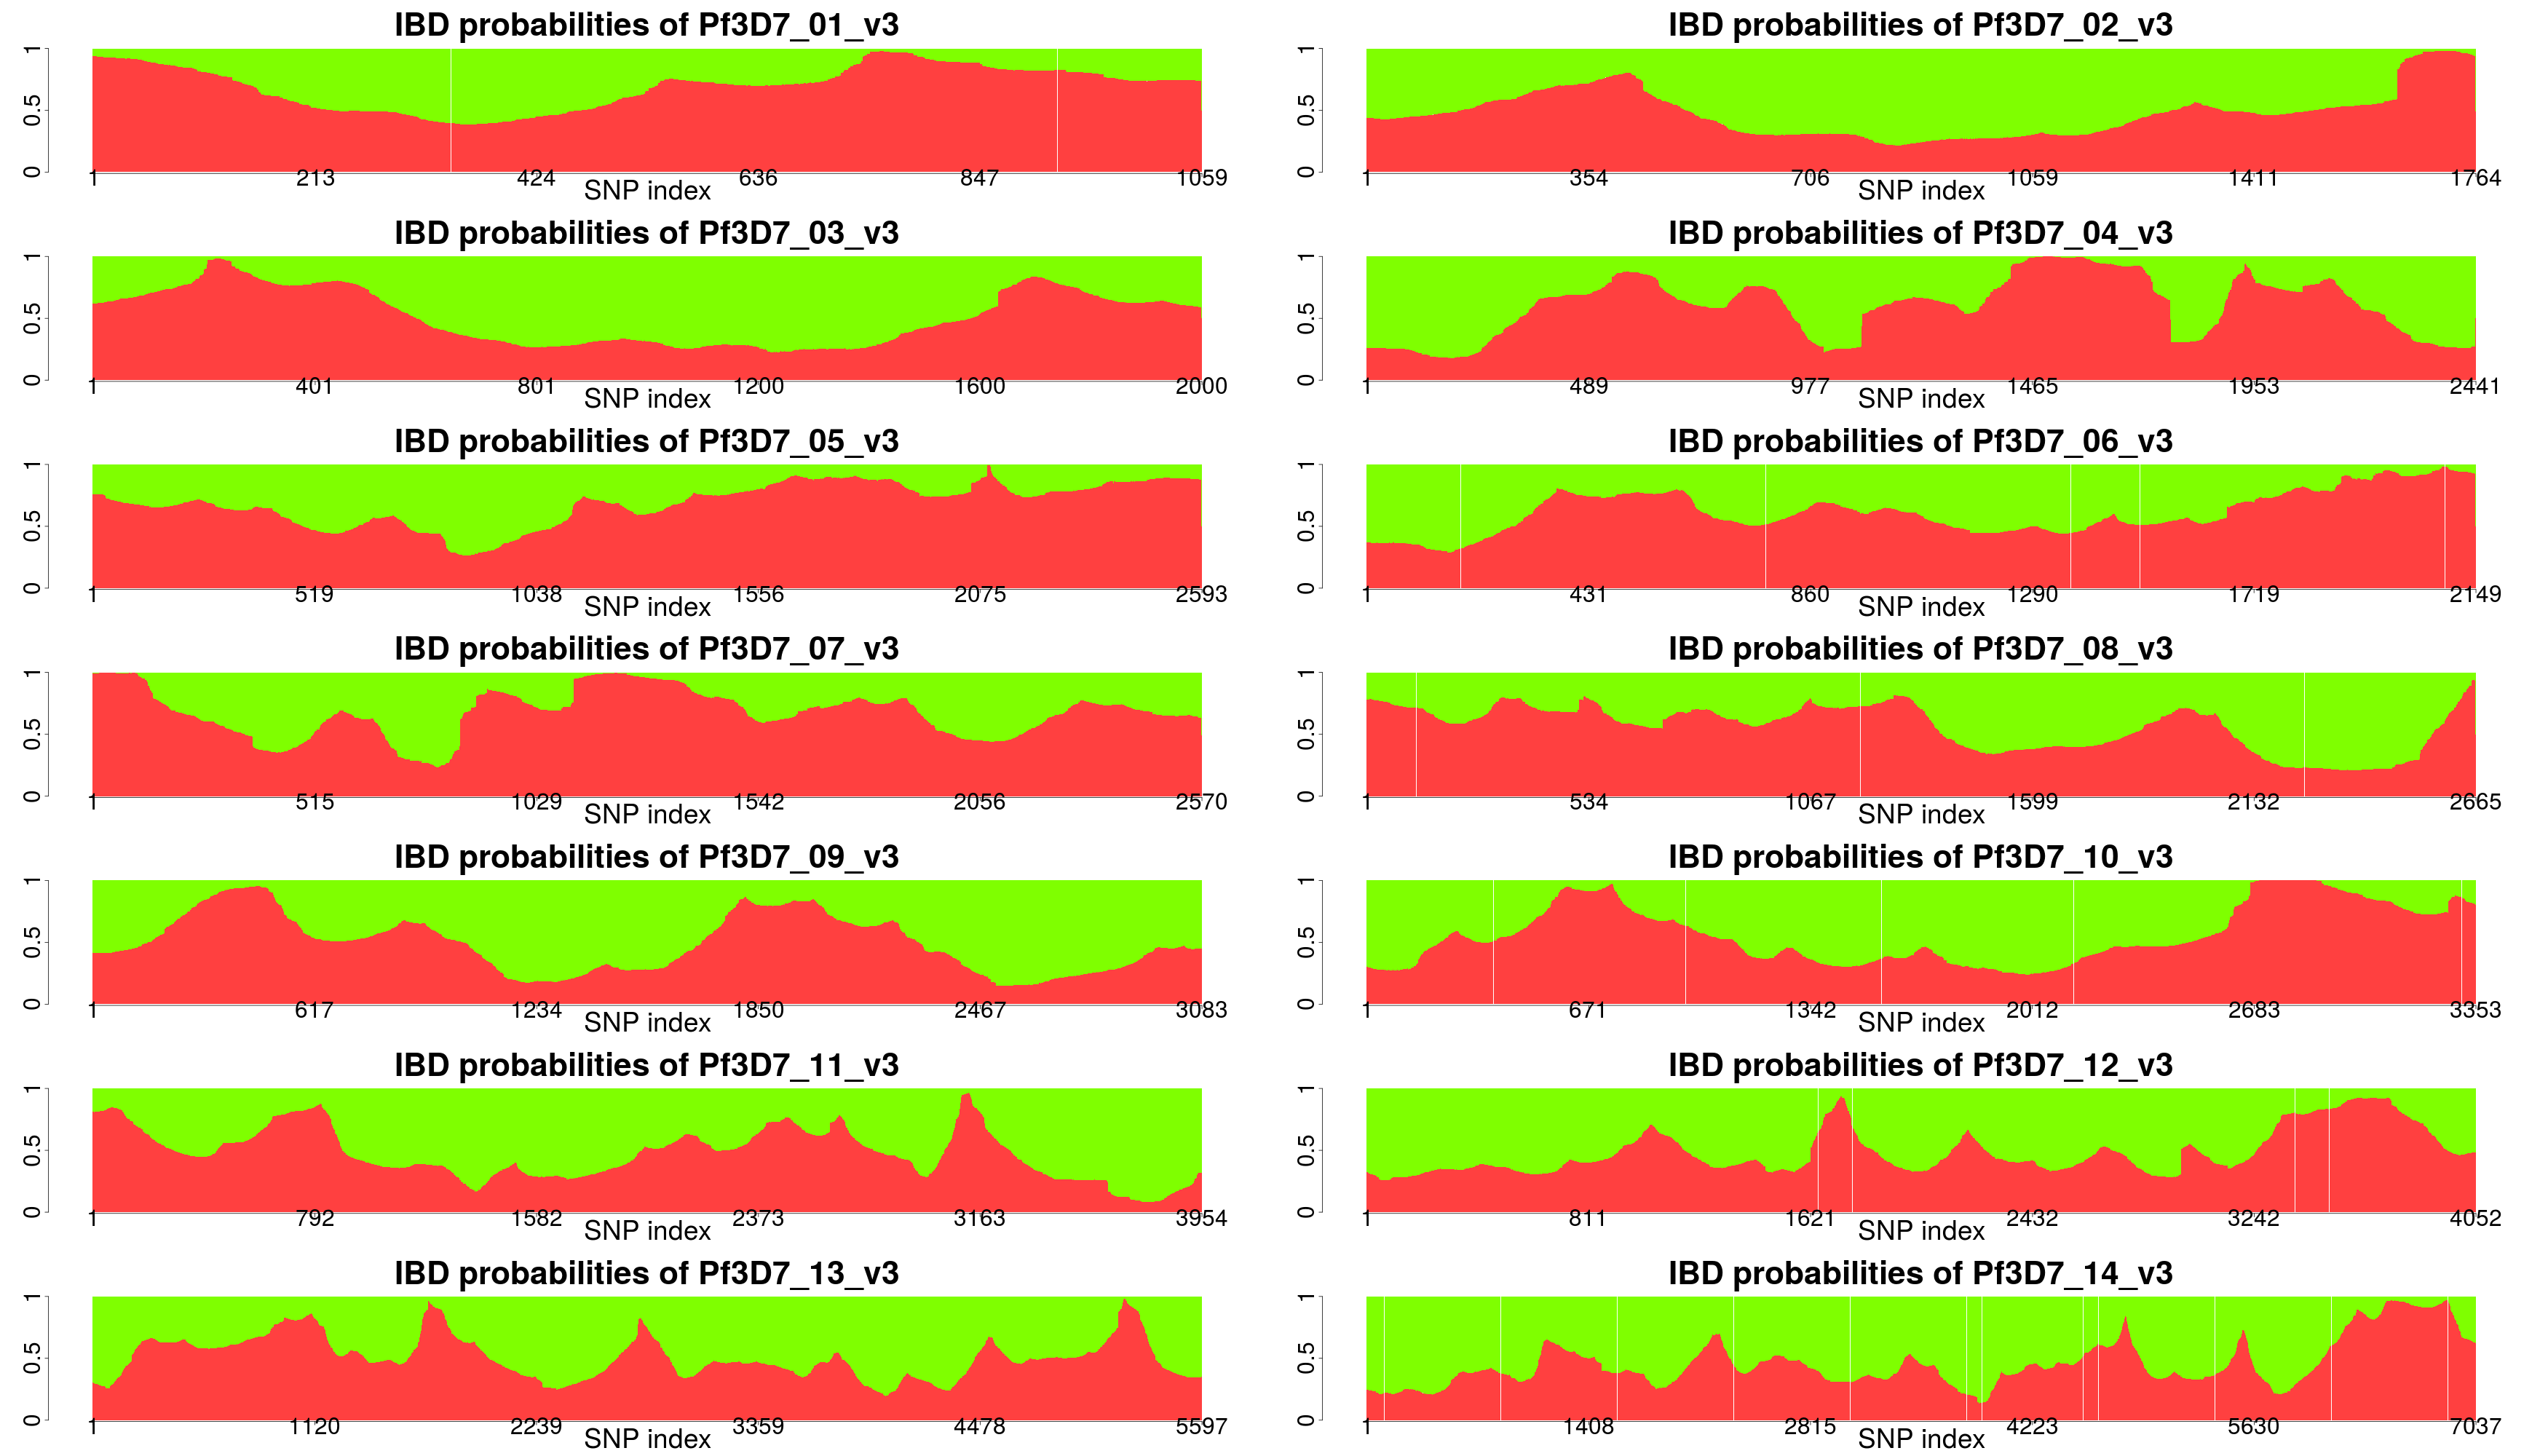 IBD probabilities of Pf3D7_01_v3
0 0.5 1
1 213 424 636 847 1059
SNP index
IBD probabilities of Pf3D7_02_v3
0 0.5 1
1 354 706 1059 1411 1764
SNP index
IBD probabilities of Pf3D7_03_v3
0 0.5 1
1 401 801 1200 1600 2000
SNP index
IBD probabilities of Pf3D7_04_v3
0 0.5 1
1 489 977 1465 1953 2441
SNP index
IBD probabilities of Pf3D7_05_v3
0 0.5 1
1 519 1038 1556 2075 2593
SNP index
IBD probabilities of Pf3D7_06_v3
0 0.5 1
1 431 860 1290 1719 2149
SNP index
IBD probabilities of Pf3D7_07_v3
0 0.5 1
1 515 1029 1542 2056 2570
SNP index
IBD probabilities of Pf3D7_08_v3
0 0.5 1
1 534 1067 1599 2132 2665
SNP index
IBD probabilities of Pf3D7_09_v3
0 0.5 1
1 617 1234 1850 2467 3083
SNP index
IBD probabilities of Pf3D7_10_v3
0 0.5 1
1 671 1342 2012 2683 3353
SNP index
IBD probabilities of Pf3D7_11_v3
0 0.5 1
1 792 1582 2373 3163 3954
SNP index
IBD probabilities of Pf3D7_12_v3
0 0.5 1
1 811 1621 2432 3242 4052
SNP index
IBD probabilities of Pf3D7_13_v3
0 0.5 1
1 1120 2239 3359 4478 5597
SNP index
IBD probabilities of Pf3D7_14_v3
0 0.5 1
1 1408 2815 4223 5630 7037
SNP index